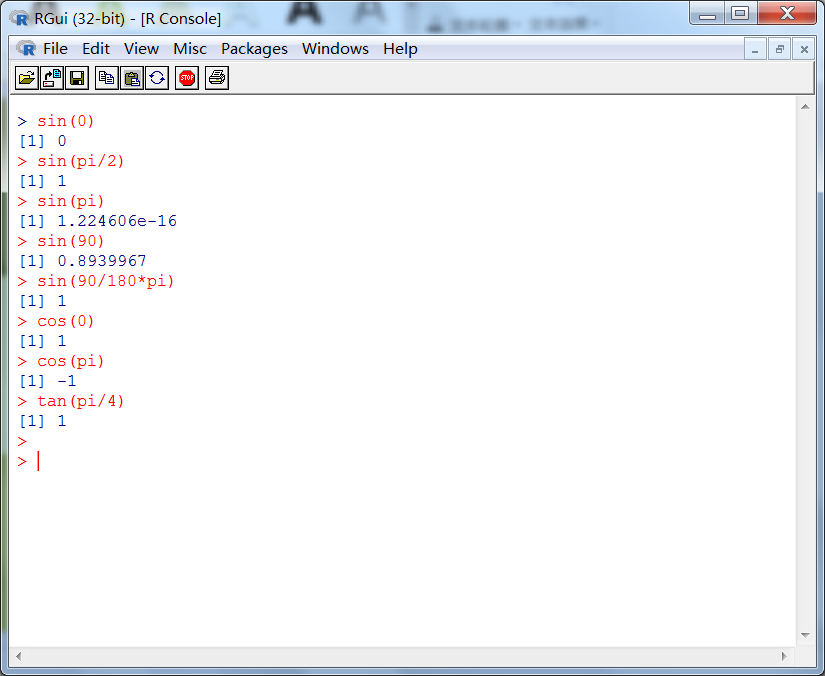 RGui (32-bit) - [R Console]
File Edit View Misc Packages Windows Help
STOP
> sin(0)
[1] 0
> sin(pi/2)
[1] 1
> sin(pi)
[1] 1.224606e-16
> sin(90)
[1] 0.8939967
> sin(90/180*pi)
[1] 1
> cos(0)
[1] 1
> cos(pi)
[1] -1
> tan(pi/4)
[1] 1
>
>